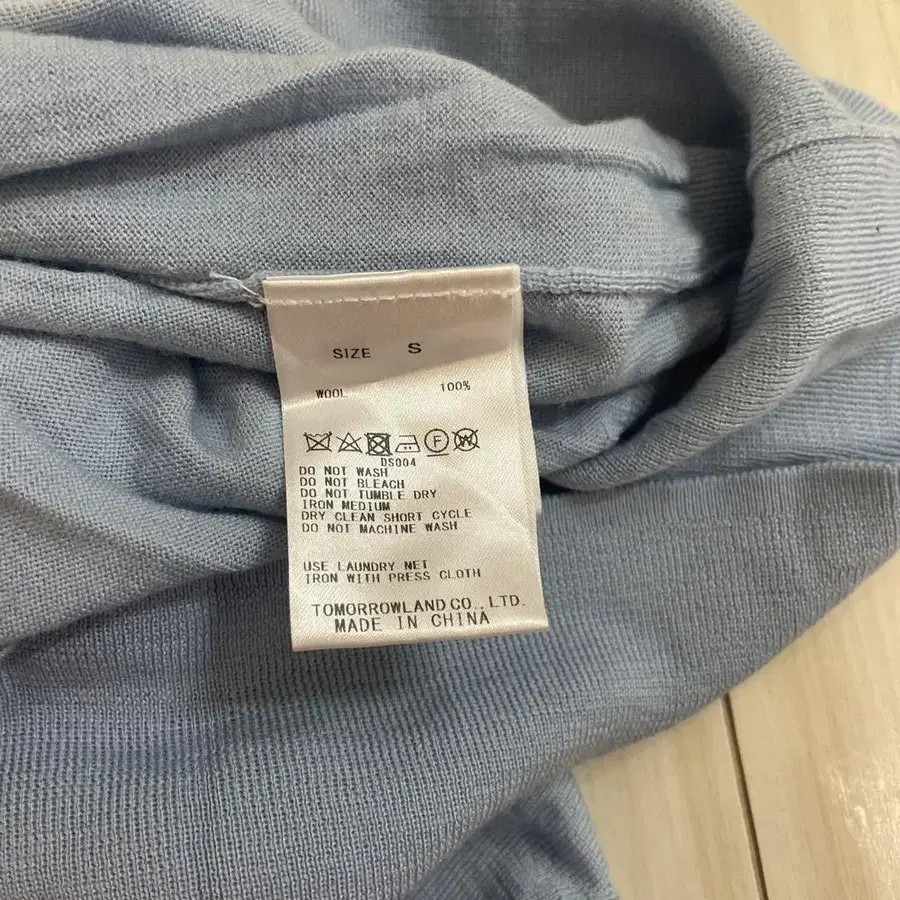 SIZE S
WOOL 100%
F W
DS004
DO NOT WASH
DO NOT BLEACH
DO NOT TUMBLE DRY
IRON MEDIUM
DRY CLEAN SHORT CYCLE
DO NOT MACHINE WASH
USE LAUNDRY NET
IRON WITH PRESS CLOTH
TOMORROWLAND CO., LTD.
MADE IN CHINA